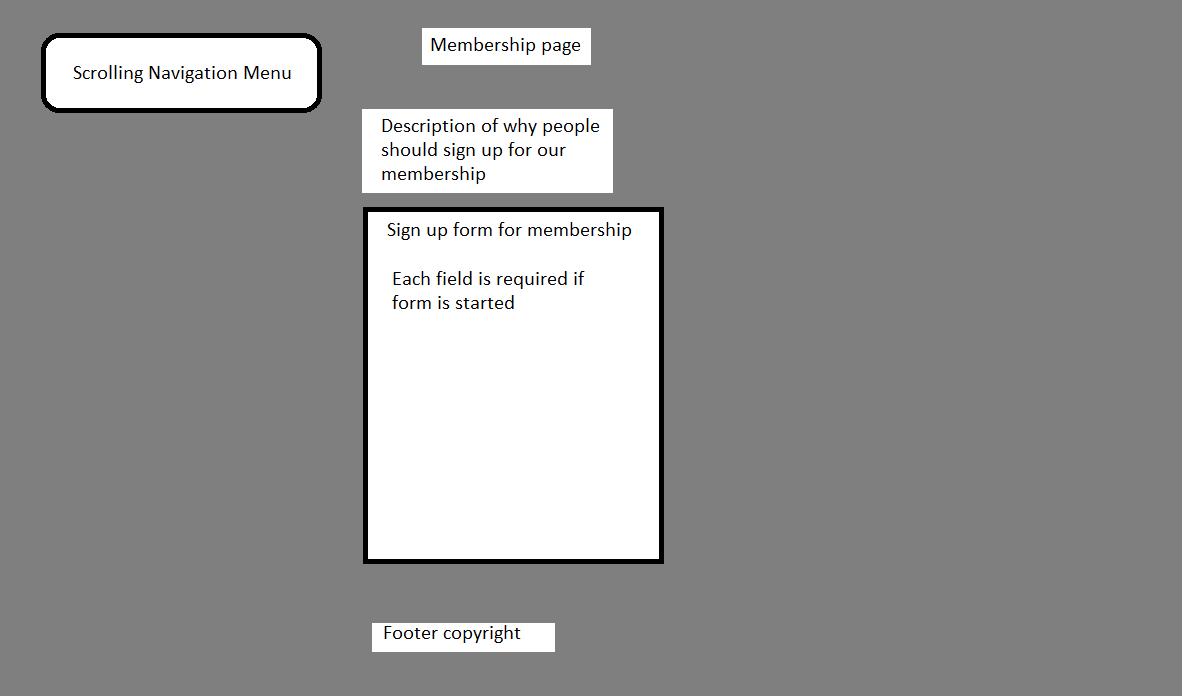 Membership page
Scrolling Navigation Menu
Description of why people
should sign up for our
membership
Sign up form for membership
Each field is required if
form is started
Footer copyright